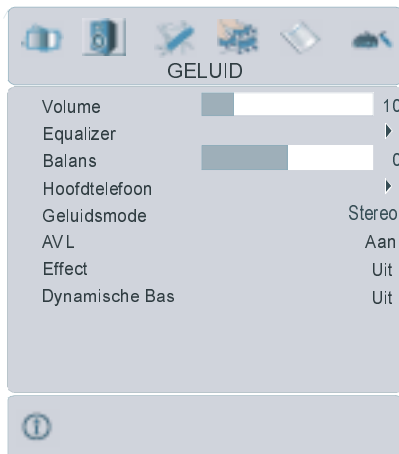 GELUID
Volume 10
Equalizer
Balans 0
Hoofdtelefoon
Geluidsmode Stereo
AVL Aan
Effect Uit
Dynamische Bas Uit